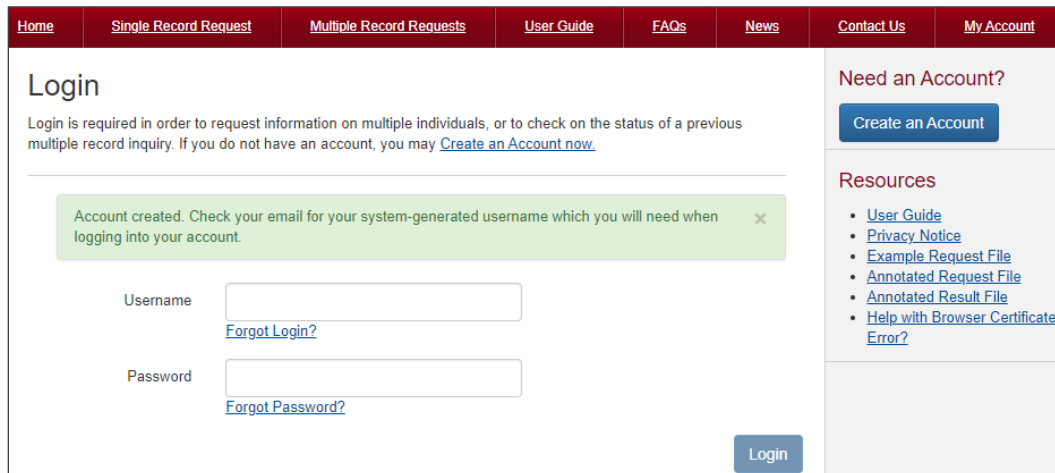 Home Single Record Request Multiple Record Requests User Guide FAQs News Contact Us My Account
Login
Login is required in order to request information on multiple individuals, or to check on the status of a previous
multiple record inquiry. If you do not have an account, you may Create an Account now.
Account created. Check your email for your system-generated username which you will need when
logging into your account.
×
Username
Forgot Login?
Password
Forgot Password?
Login
Need an Account?
Create an Account
Resources
User Guide
Privacy Notice
Example Request File
Annotated Request File
Annotated Result File
Help with Browser Certificate
Error?